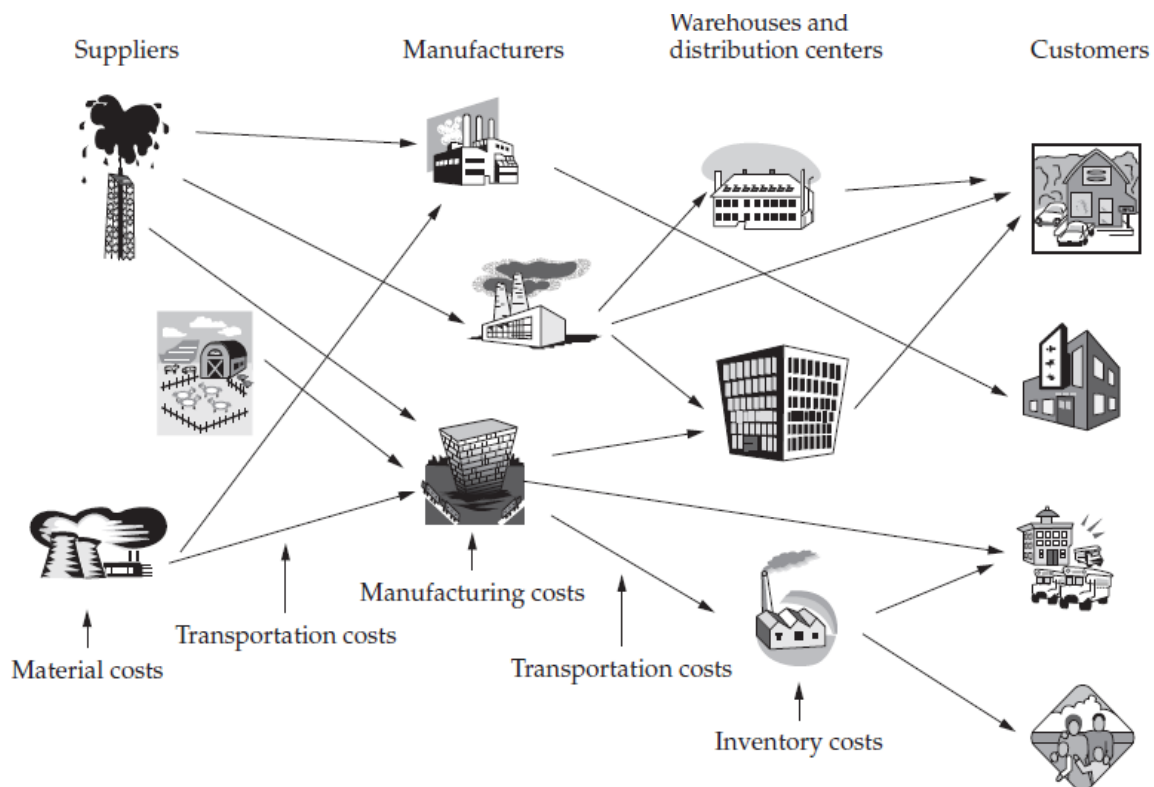 Suppliers
Manufacturers
Warehouses and
distribution centers
Customers
Manufacturing costs
Transportation costs
Material costs
Transportation costs
Inventory costs